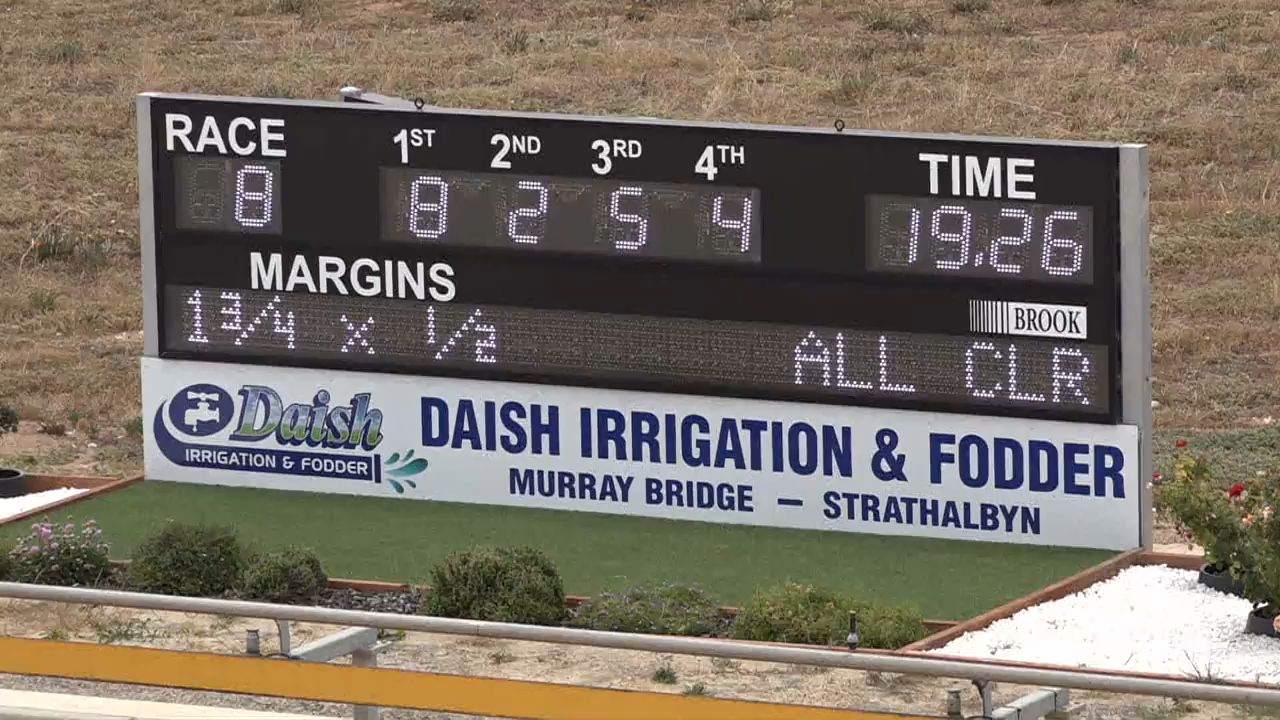 RACE 1ST 2ND 3RD 4TH TIME
8 8 2 5 4 19.26
MARGINS
BROOK
1 3/4 x 1/2 ALL CLR
Daish
IRRIGATION & FODDER
DAISH IRRIGATION & FODDER
MURRAY BRIDGE – STRATHALBYN